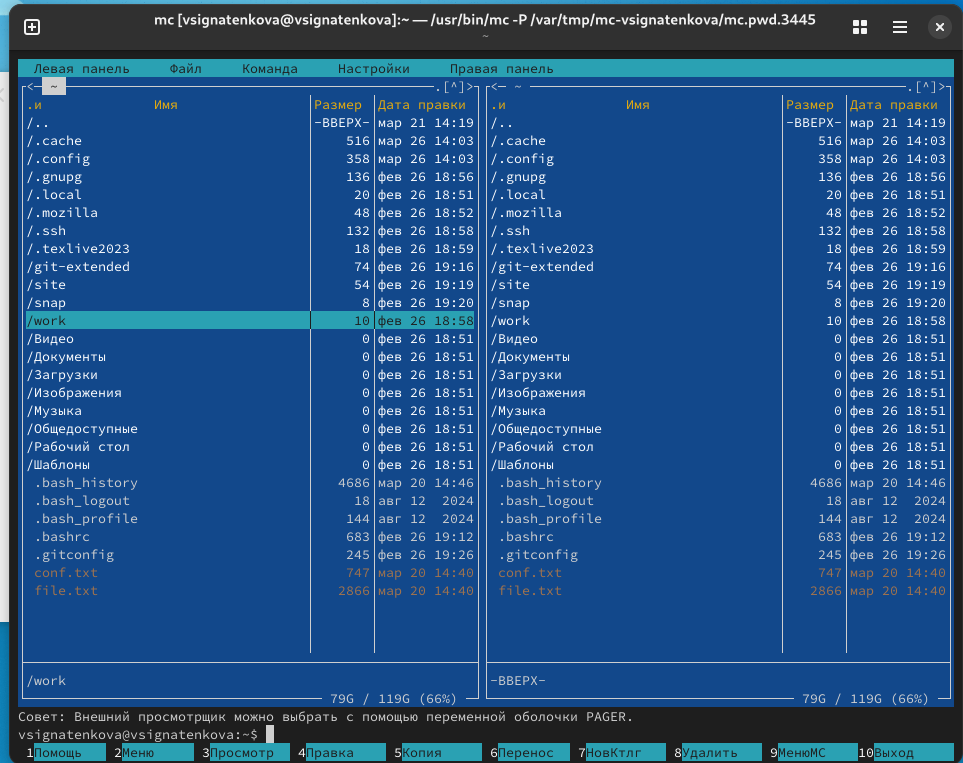 mc [vsignatenkova@vsignatenkova]:~ — /usr/bin/mc -P /var/tmp/mc-vsignatenkova/mc.pwd.3445
~
Левая панель Файл Команда Настройки Правая панель
<— ~ .[^]> <— ~ .[^]>
.и Имя Размер Дата правки .и Имя Размер Дата правки
/.. -ВВЕРХ- мар 21 14:19 /.. -ВВЕРХ- мар 21 14:19
/.cache 516 мар 26 14:03 /.cache 516 мар 26 14:03
/.config 358 мар 26 14:03 /.config 358 мар 26 14:03
/.gnupg 136 фев 26 18:56 /.gnupg 136 фев 26 18:56
/.local 20 фев 26 18:51 /.local 20 фев 26 18:51
/.mozilla 48 фев 26 18:52 /.mozilla 48 фев 26 18:52
/.ssh 132 фев 26 18:58 /.ssh 132 фев 26 18:58
/.texlive2023 18 фев 26 18:59 /.texlive2023 18 фев 26 18:59
/git-extended 74 фев 26 19:16 /git-extended 74 фев 26 19:16
/site 54 фев 26 19:19 /site 54 фев 26 19:19
/snap 8 фев 26 19:20 /snap 8 фев 26 19:20
/work 10 фев 26 18:58 /work 10 фев 26 18:58
/Видео 0 фев 26 18:51 /Видео 0 фев 26 18:51
/Документы 0 фев 26 18:51 /Документы 0 фев 26 18:51
/Загрузки 0 фев 26 18:51 /Загрузки 0 фев 26 18:51
/Изображения 0 фев 26 18:51 /Изображения 0 фев 26 18:51
/Музыка 0 фев 26 18:51 /Музыка 0 фев 26 18:51
/Общедоступные 0 фев 26 18:51 /Общедоступные 0 фев 26 18:51
/Рабочий стол 0 фев 26 18:51 /Рабочий стол 0 фев 26 18:51
/Шаблоны 0 фев 26 18:51 /Шаблоны 0 фев 26 18:51
.bash_history 4686 мар 20 14:46 .bash_history 4686 мар 20 14:46
.bash_logout 18 авг 12 2024 .bash_logout 18 авг 12 2024
.bash_profile 144 авг 12 2024 .bash_profile 144 авг 12 2024
.bashrc 683 фев 26 19:12 .bashrc 683 фев 26 19:12
.gitconfig 245 фев 26 19:26 .gitconfig 245 фев 26 19:26
conf.txt 747 мар 20 14:40 conf.txt 747 мар 20 14:40
file.txt 2866 мар 20 14:40 file.txt 2866 мар 20 14:40
/work -ВВЕРХ-
79G / 119G (66%) 79G / 119G (66%)
Совет: Внешний просмотрщик можно выбрать с помощью переменной оболочки PAGER.
vsignatenkova@vsignatenkova:~$
1Помощь 2Меню 3Просмотр 4Правка 5Копия 6Перенос 7НовКтлг 8Удалить 9МенюMC 10Выход